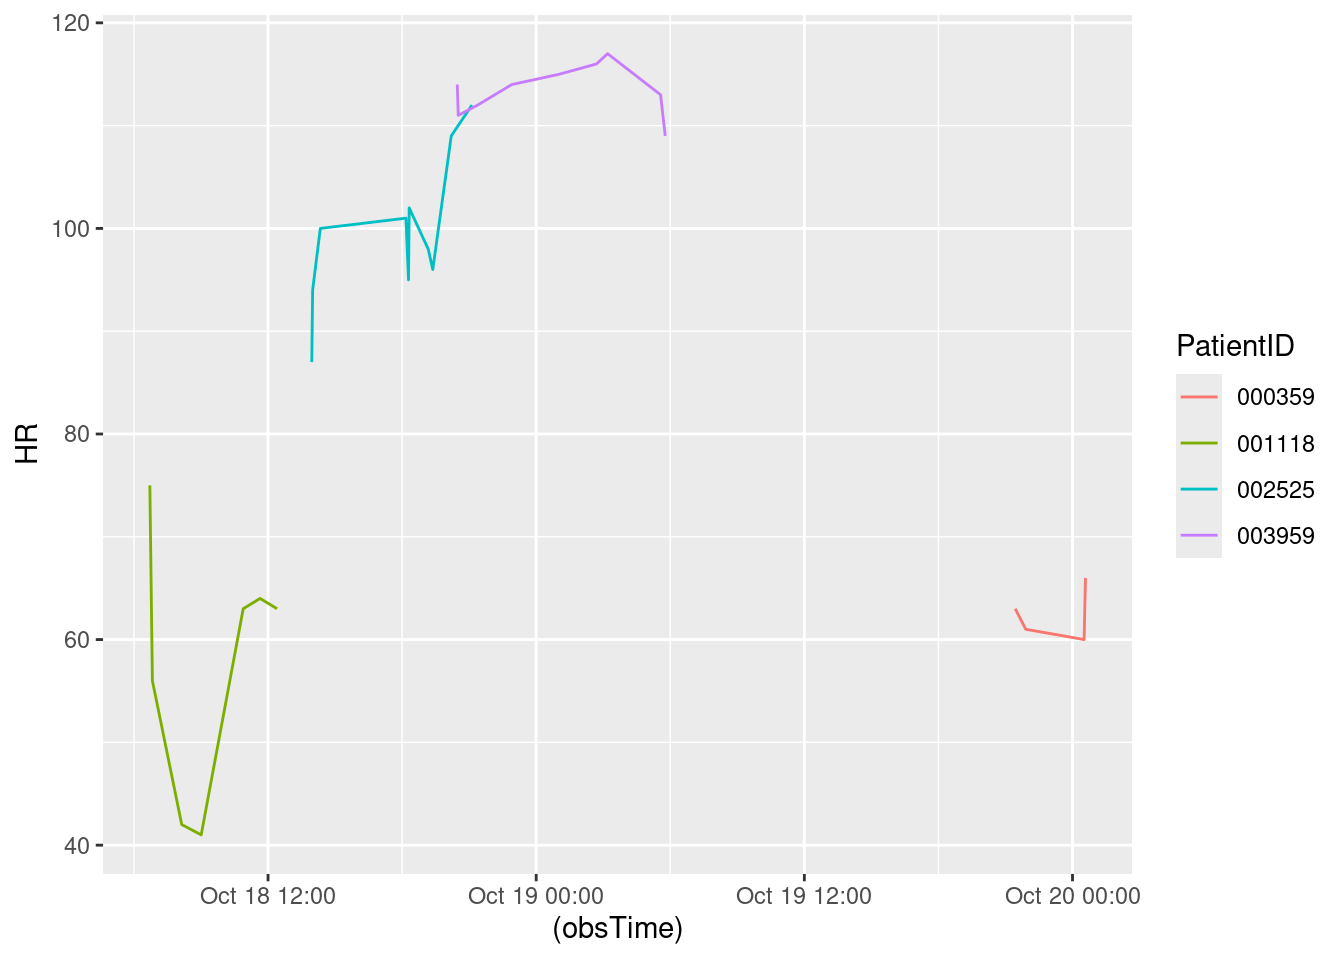 120
100
80
60
40
HR
Oct 18 12:00
Oct 19 00:00
Oct 19 12:00
Oct 20 00:00
(obsTime)
PatientID
000359
001118
002525
003959